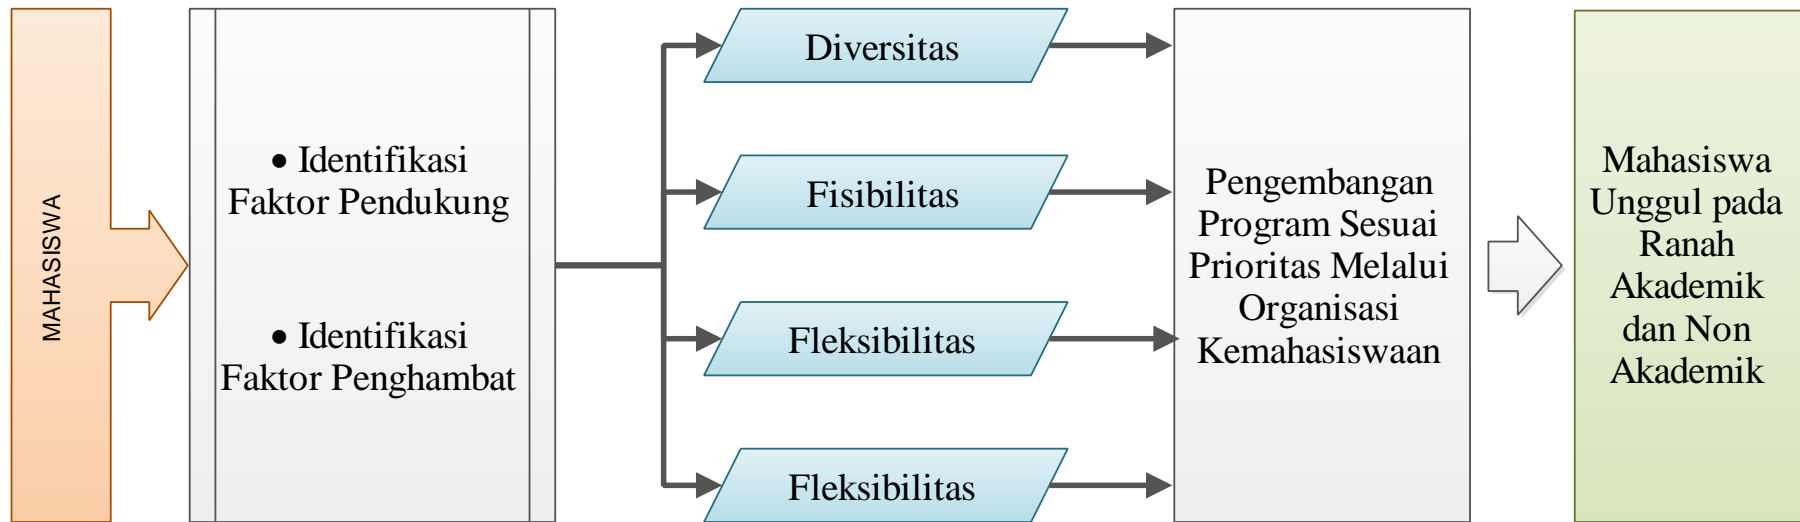 MAHASISWA
• Identifikasi
Faktor Pendukung
• Identifikasi
Faktor Penghambat
Diversitas
Fisibilitas
Fleksibilitas
Fleksibilitas
Pengembangan
Program Sesuai
Prioritas Melalui
Organisasi
Kemahasiswaan
Mahasiswa
Unggul pada
Ranah
Akademik
dan Non
Akademik